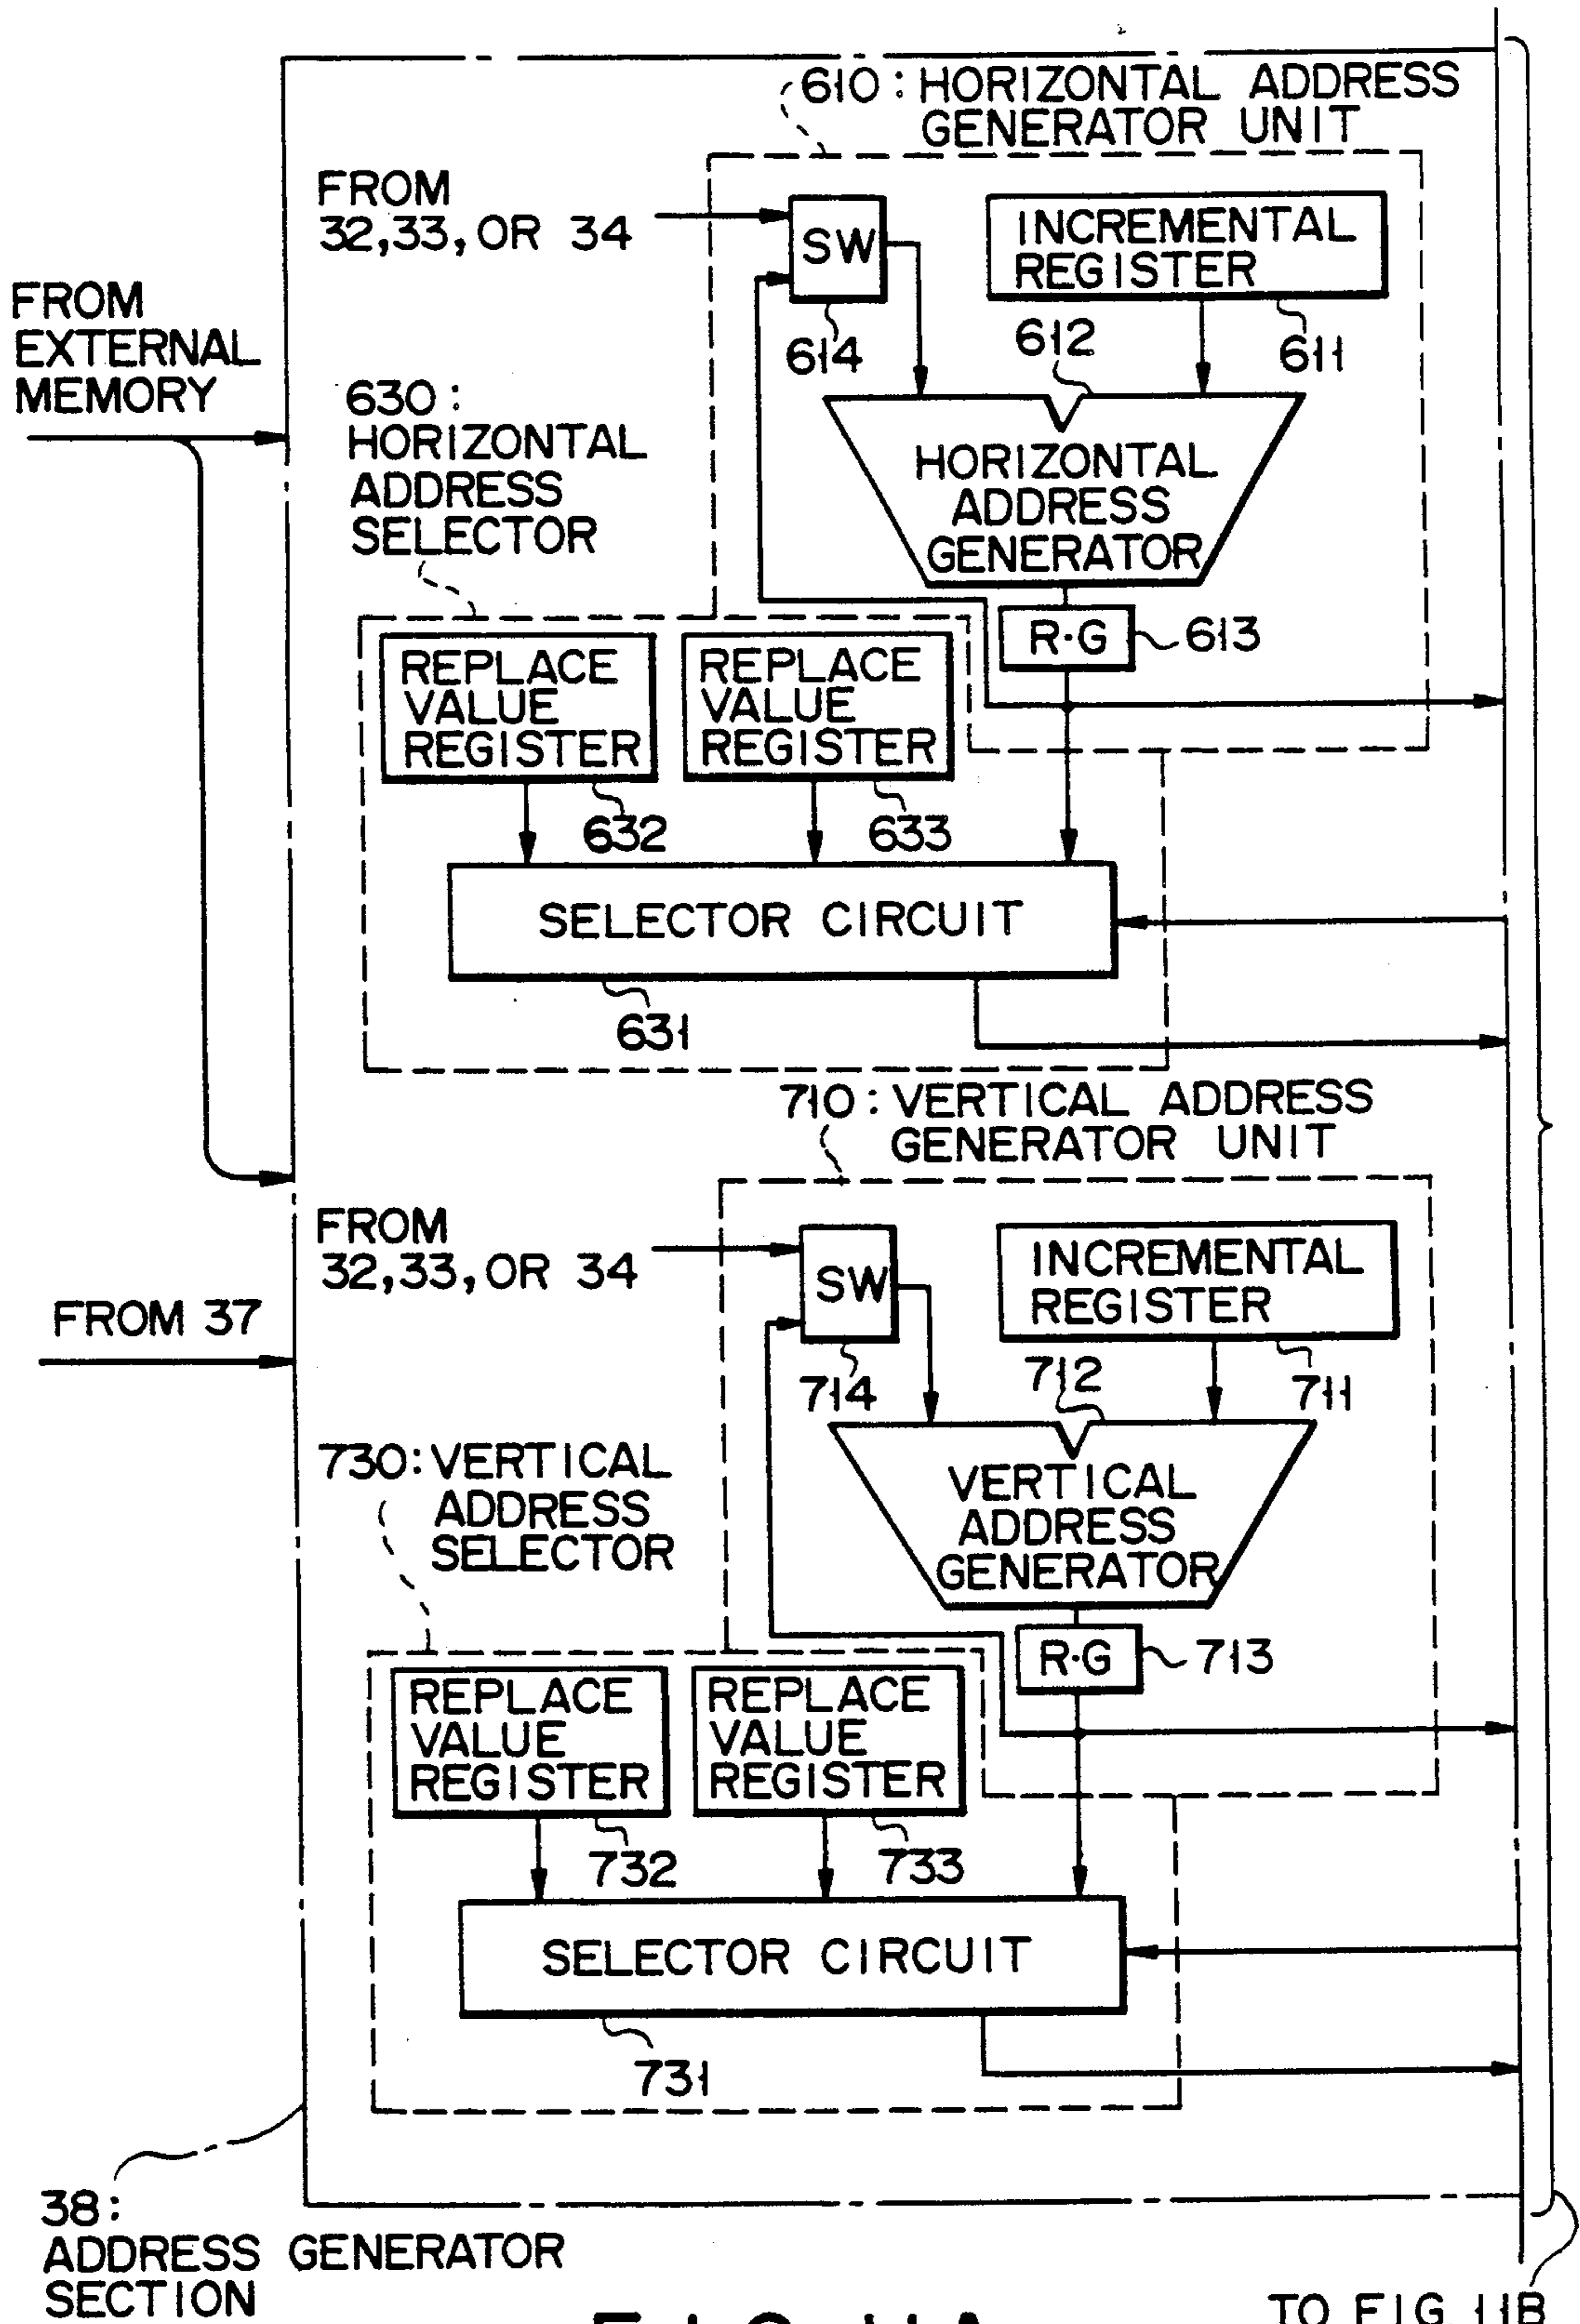 610: HORIZONTAL ADDRESS
GENERATOR UNIT
FROM
32,33, OR 34
SW
INCREMENTAL
REGISTER
614
612
611
FROM
EXTERNAL
MEMORY
630:
HORIZONTAL
ADDRESS
SELECTOR
HORIZONTAL
ADDRESS
GENERATOR
R·G
613
REPLACE
VALUE
REGISTER
REPLACE
VALUE
REGISTER
632
633
SELECTOR CIRCUIT
631
710: VERTICAL ADDRESS
GENERATOR UNIT
FROM
32,33, OR 34
SW
INCREMENTAL
REGISTER
FROM 37
714
712
711
730: VERTICAL
ADDRESS
SELECTOR
VERTICAL
ADDRESS
GENERATOR
R·G
713
REPLACE
VALUE
REGISTER
REPLACE
VALUE
REGISTER
732
733
SELECTOR CIRCUIT
731
38:
ADDRESS GENERATOR
SECTION
TO FIG. 11B